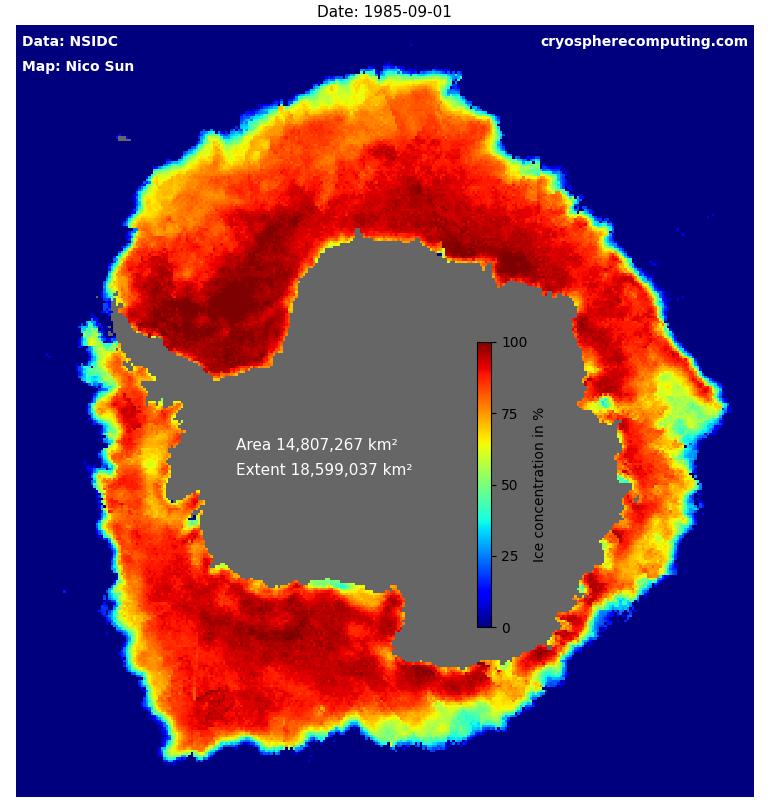 Date: 1985-09-01
Data: NSIDC
cryospherecomputing.com
Map: Nico Sun
100
75
50
25
0
Ice concentration in %
Area 14,807,267 km²
Extent 18,599,037 km²